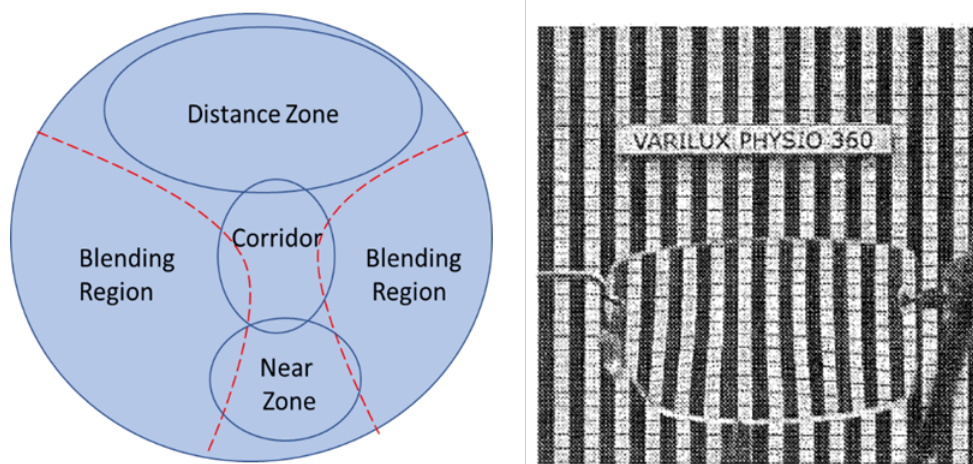 Distance Zone
Corridor
Blending
Region
Blending
Region
Near
Zone
VARILUX PHYSIO 360